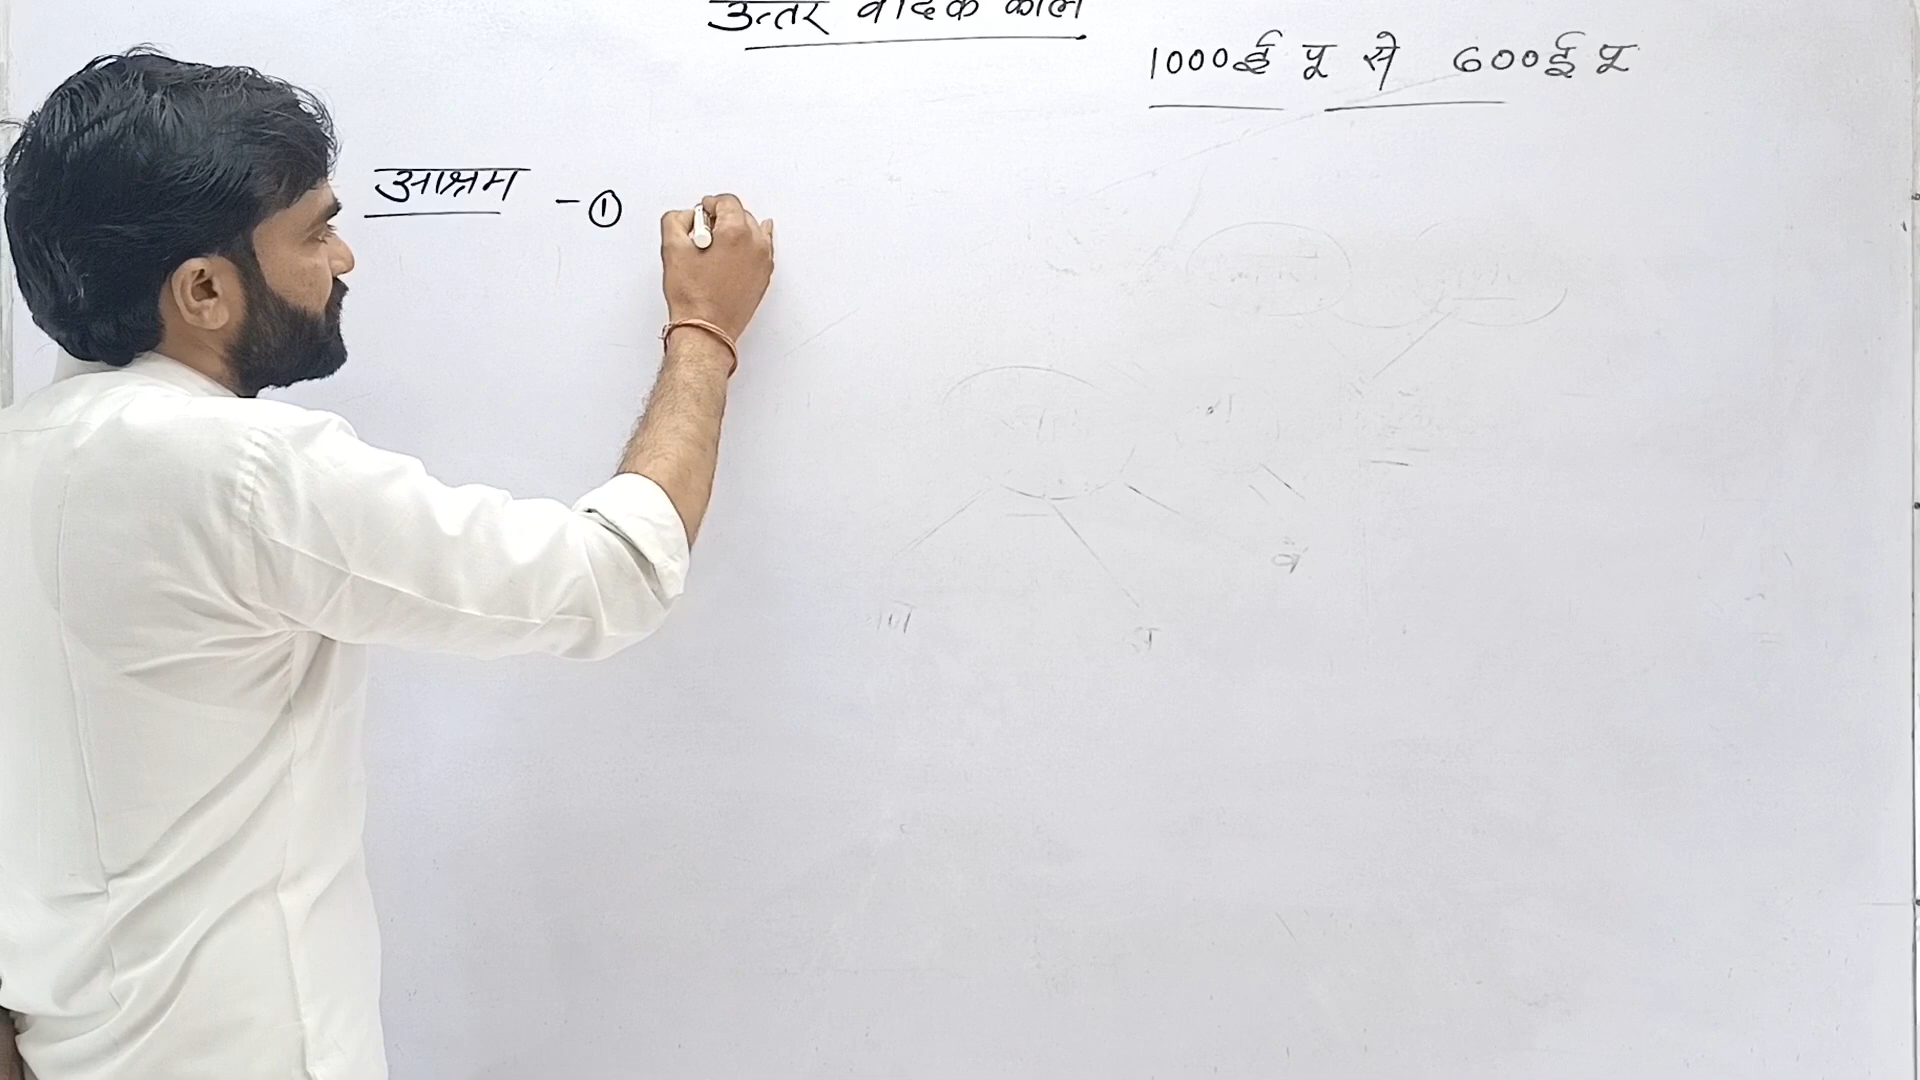 उत्तर वैदिक काल
1000ई पू से 600ई पू
आश्रम - ①